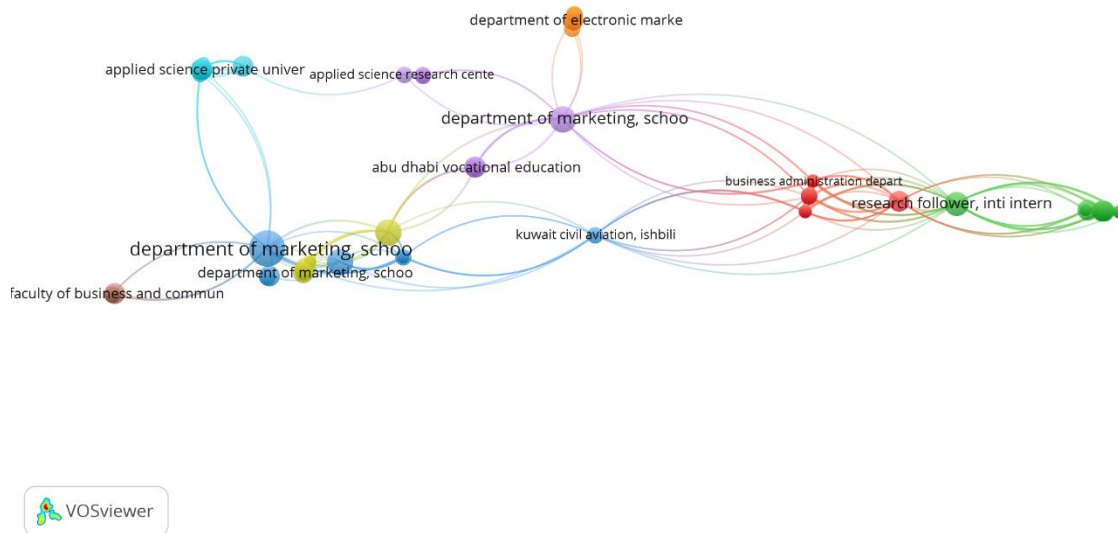 department of electronic marke
applied science private univer
applied science research cente
department of marketing, schoo
abu dhabi vocational education
business administration depart
research follower, inti intern
kuwait civil aviation, ishbili
department of marketing, schoo
department of marketing, schoo
faculty of business and commun
VOSviewer